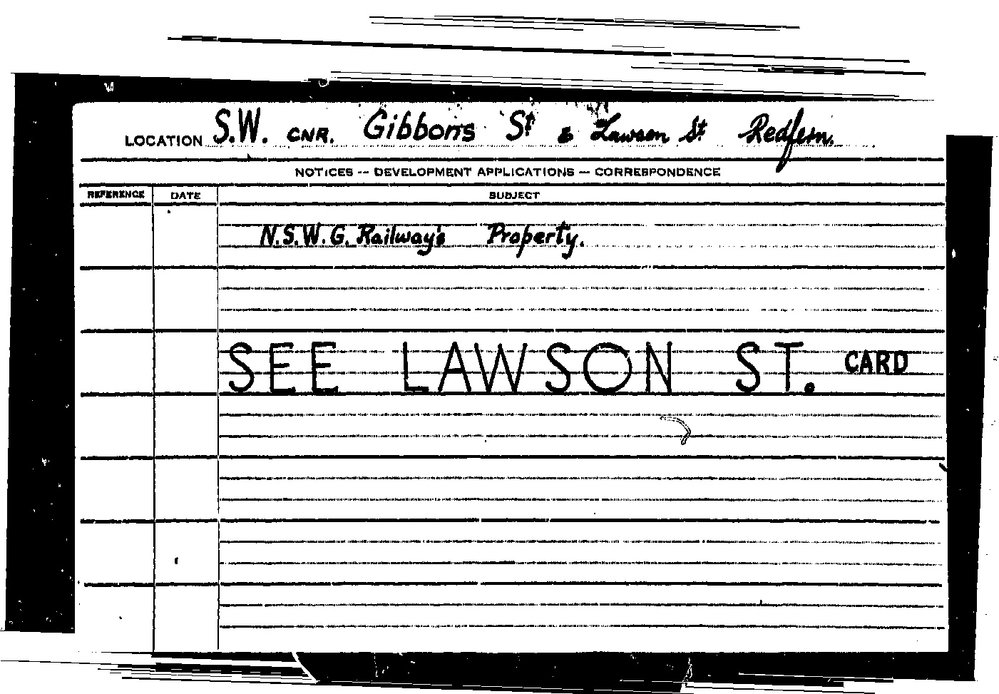 LOCATION S.W. CNR. Gibbons St & Lawson St Redfern.
NOTICES -- DEVELOPMENT APPLICATIONS -- CORRESPONDENCE
REFERENCE DATE SUBJECT
N.S.W.G. Railway's Property.
SEE LAWSON ST. CARD